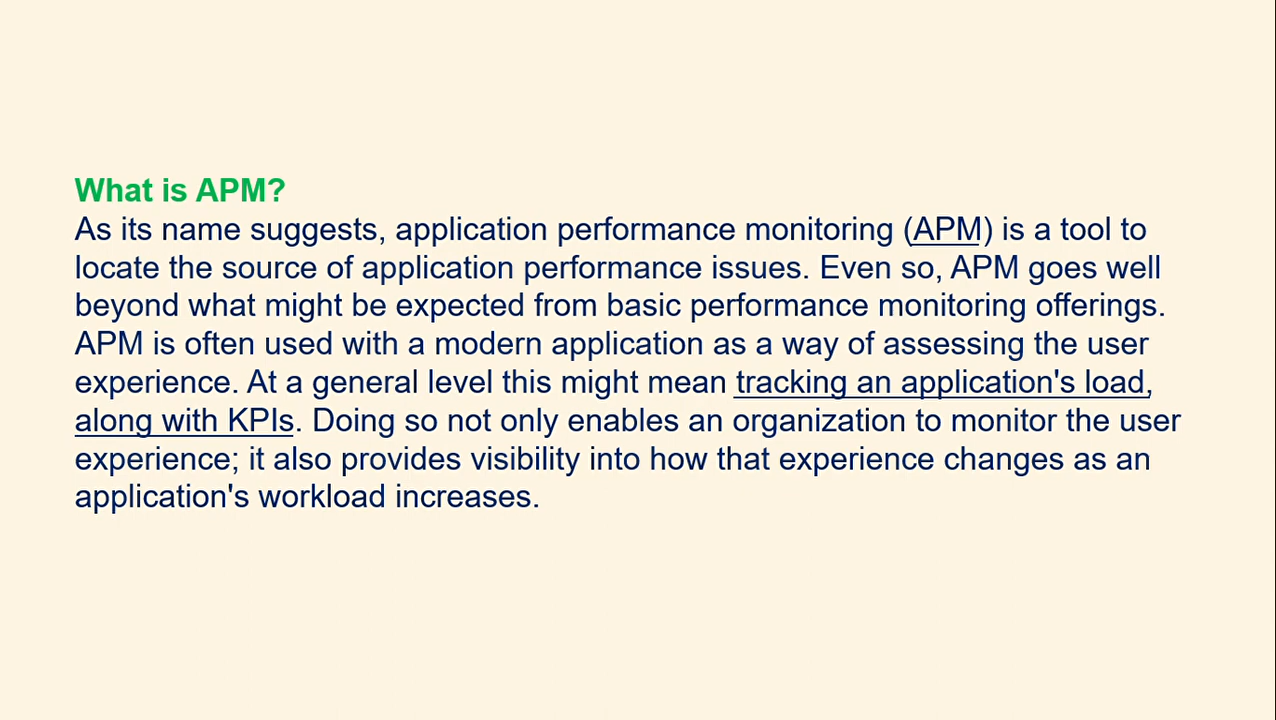 What is APM?
As its name suggests, application performance monitoring (APM) is a tool to
locate the source of application performance issues. Even so, APM goes well
beyond what might be expected from basic performance monitoring offerings.
APM is often used with a modern application as a way of assessing the user
experience. At a general level this might mean tracking an application's load,
along with KPIs. Doing so not only enables an organization to monitor the user
experience; it also provides visibility into how that experience changes as an
application's workload increases.